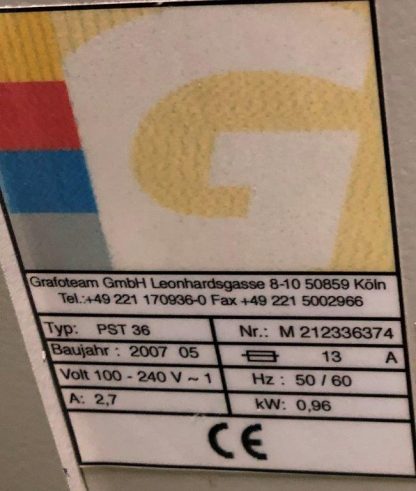 G
Grafoteam GmbH Leonhardsgasse 8-10 50859 Köln
Tel.:+49 221 170936-0 Fax +49 221 5002966
Typ: PST 36 Nr.: M 212336374
Baujahr : 2007 05 13 A
Volt 100 - 240 V ~ 1 Hz : 50 / 60
A: 2,7 kW: 0,96
CE